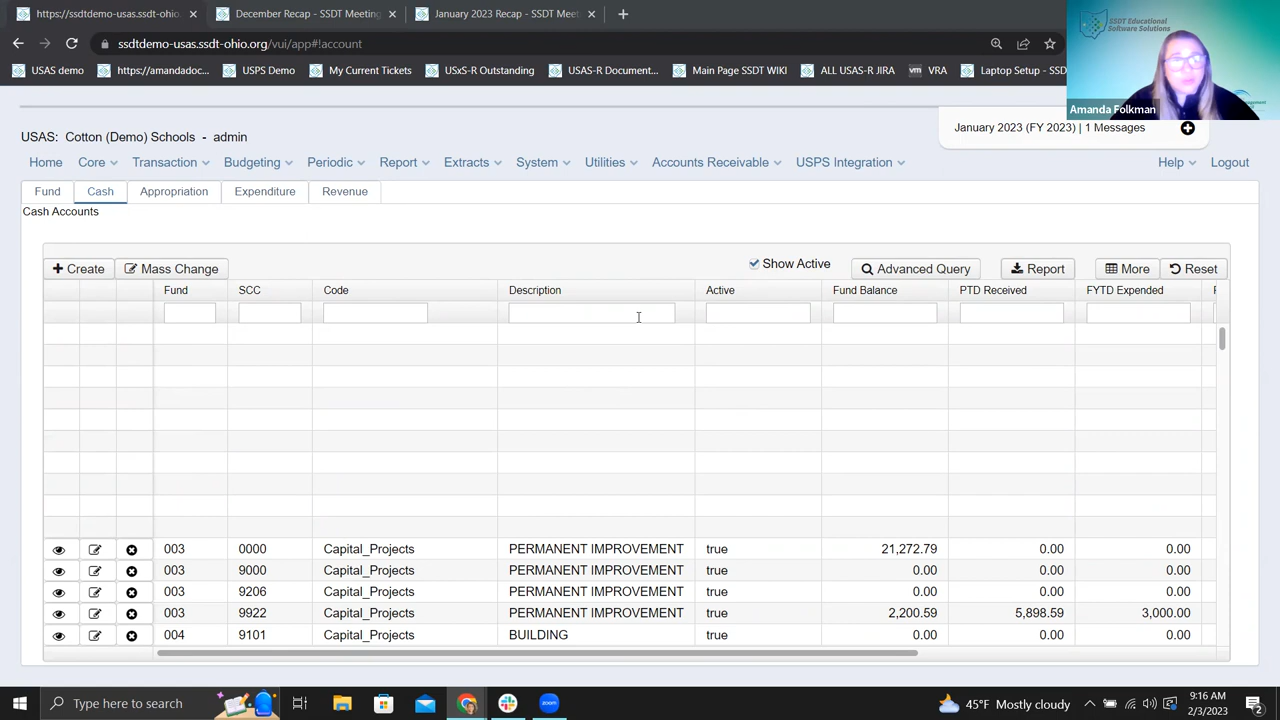 https://ssdtdemo-usas.ssdt-ohio
December Recap - SSDT Meeting
January 2023 Recap - SSDT Meet
ssdtdemo-usas.ssdt-ohio.org/vui/app#!account
USAS demo
https://amandadoc...
USPS Demo
My Current Tickets
USxS-R Outstanding
USAS-R Document...
Main Page SSDT WIKI
ALL USAS-R JIRA
vm VRA
Laptop Setup - SSD
SSDT Educational
Software Solutions
Amanda Folkman
USAS: Cotton (Demo) Schools - admin
January 2023 (FY 2023) | 1 Messages
Home Core Transaction Budgeting Periodic Report Extracts System Utilities Accounts Receivable USPS Integration Help Logout
Fund Cash Appropriation Expenditure Revenue
Cash Accounts
Create Mass Change Show Active Advanced Query Report More Reset
Fund SCC Code Description Active Fund Balance PTD Received FYTD Expended F
003 0000 Capital_Projects PERMANENT IMPROVEMENT true 21,272.79 0.00 0.00
003 9000 Capital_Projects PERMANENT IMPROVEMENT true 0.00 0.00 0.00
003 9206 Capital_Projects PERMANENT IMPROVEMENT true 0.00 0.00 0.00
003 9922 Capital_Projects PERMANENT IMPROVEMENT true 2,200.59 5,898.59 3,000.00
004 9101 Capital_Projects BUILDING true 0.00 0.00 0.00
Type here to search
zoom
45°F Mostly cloudy
9:16 AM
2/3/2023
2